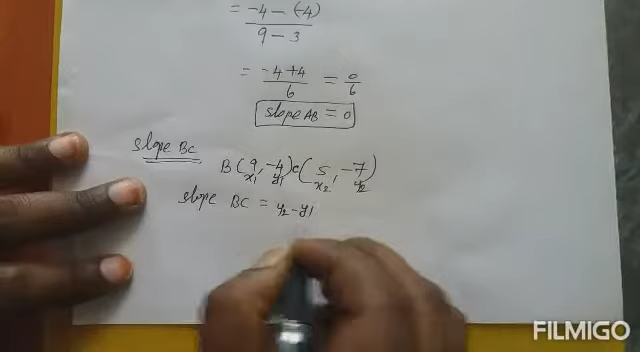 = -4 - (-4)
9 - 3
= -4 + 4 = 0
6 6
slope AB = 0
slope BC
B(9, -4) C(5, -7)
x1 y1 x2 y2
slope BC = y2 - y1
FILMIGO